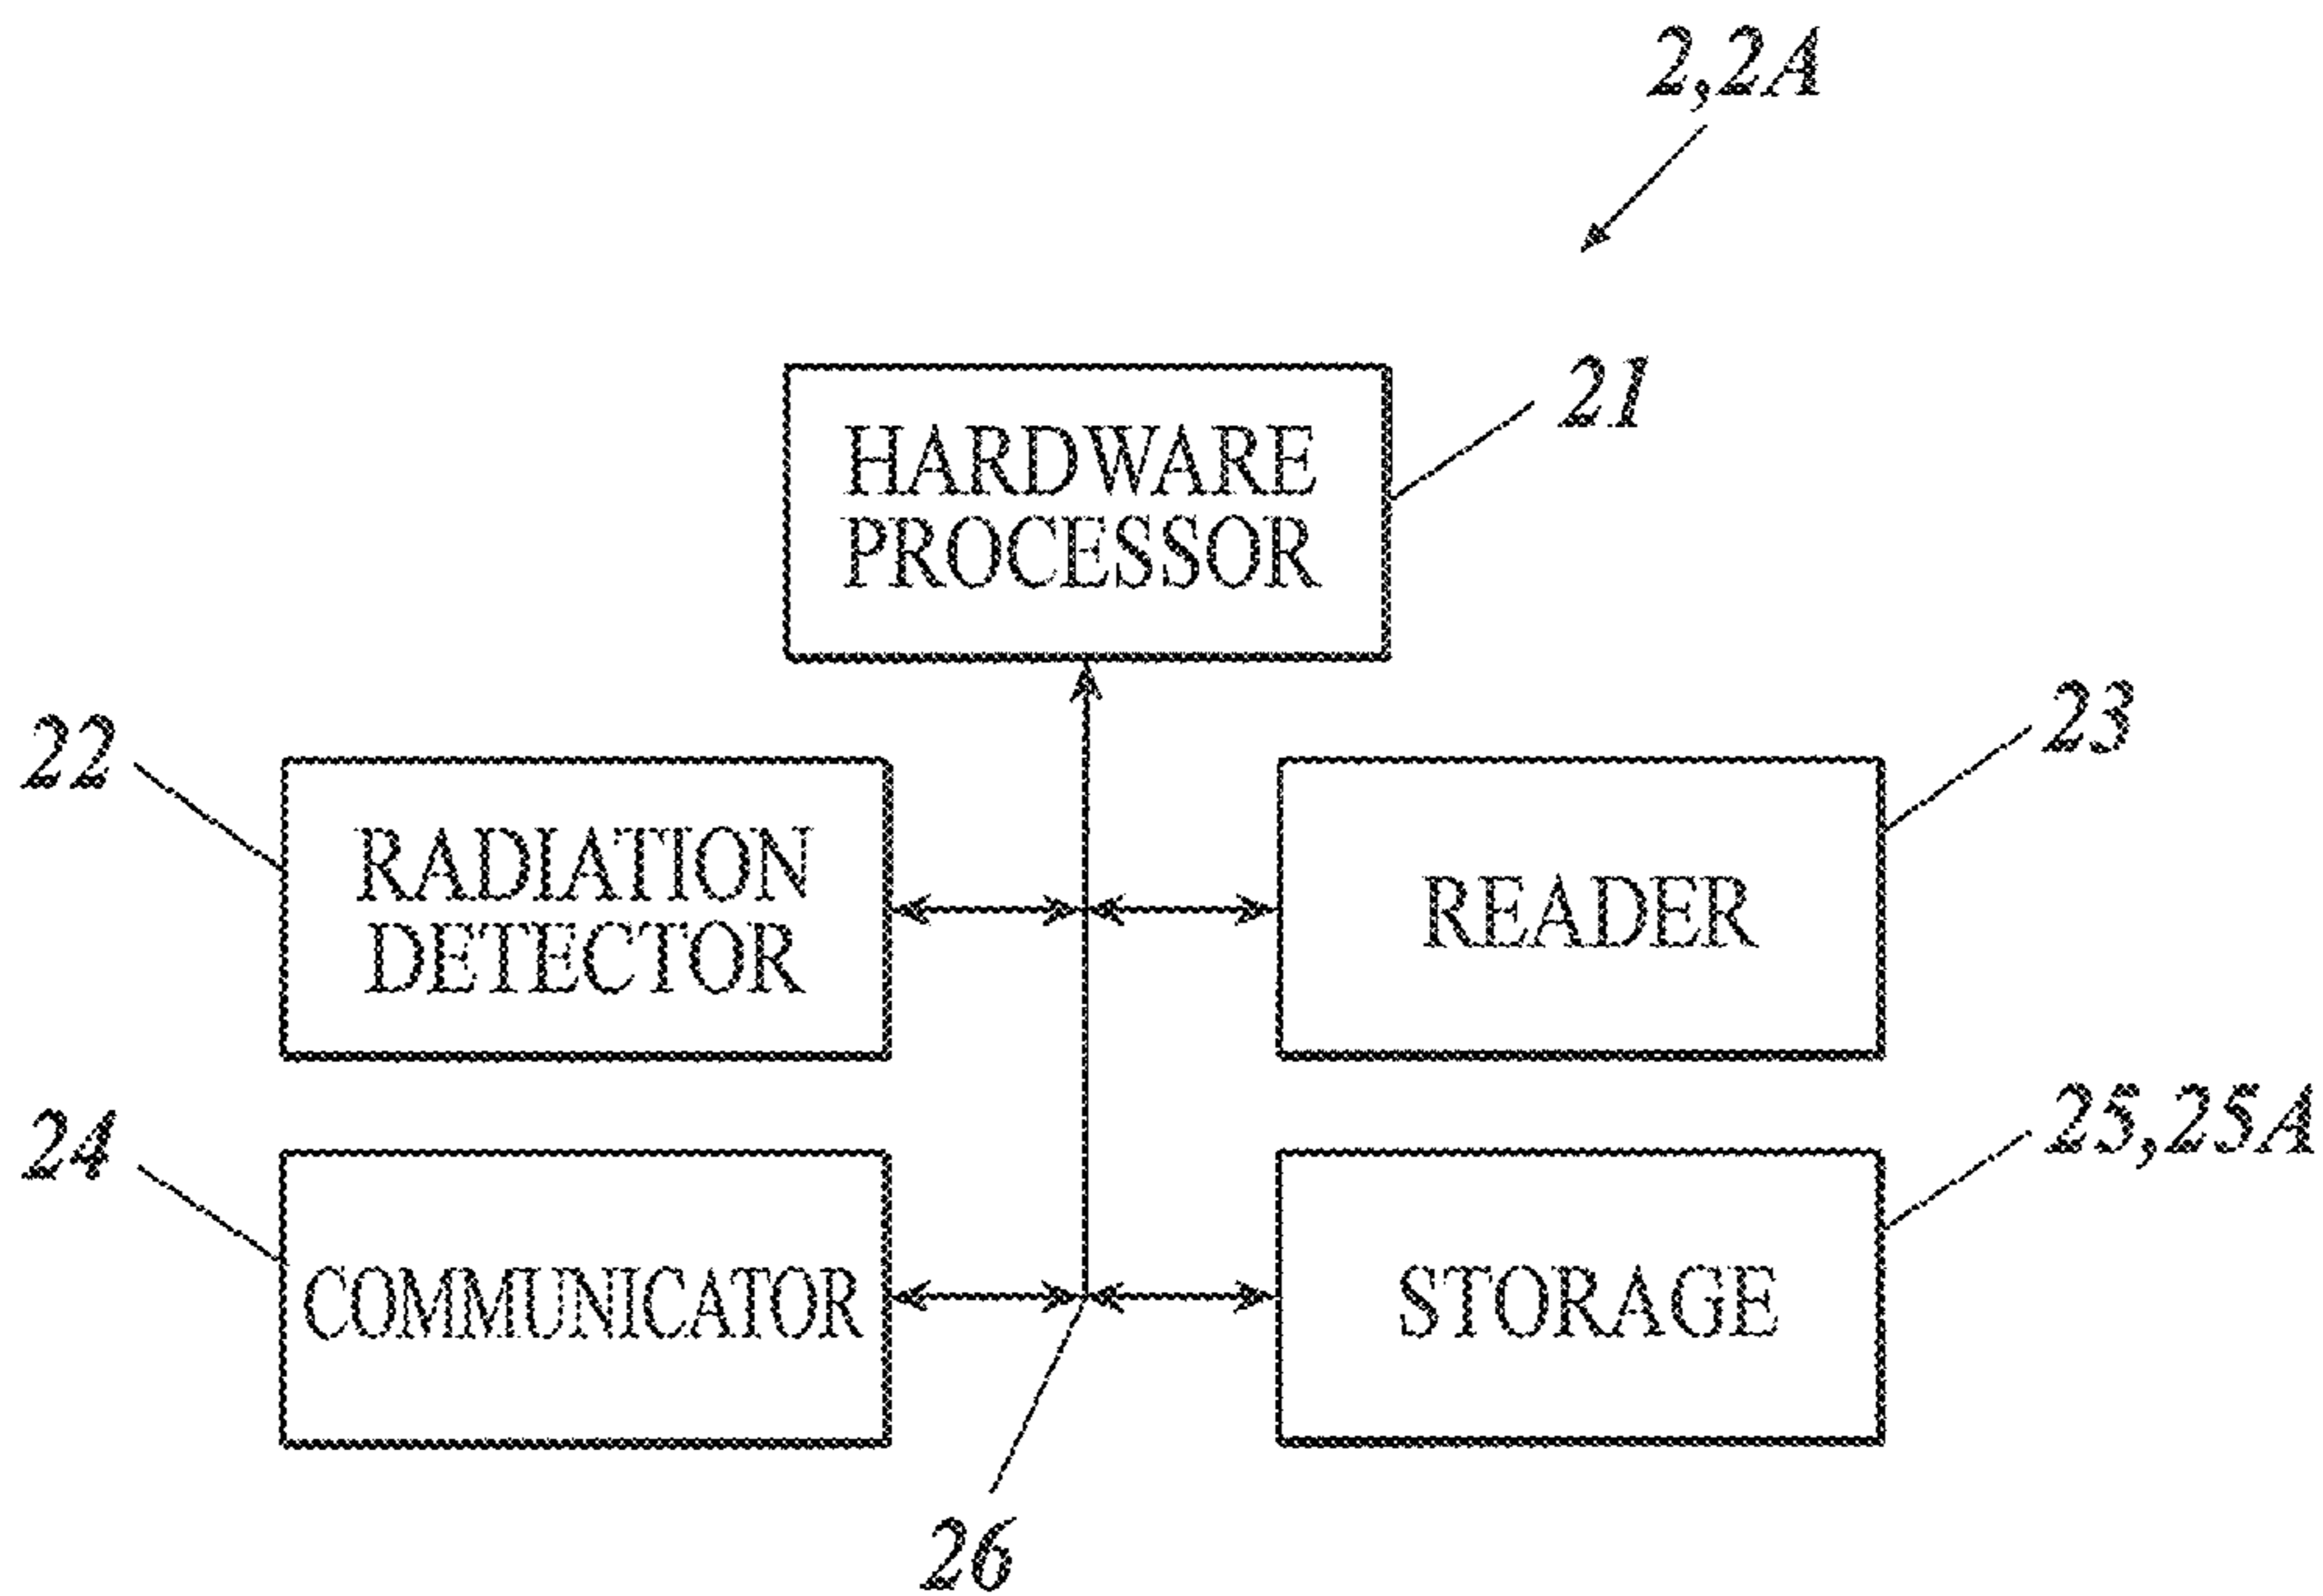 2,2A
HARDWARE
PROCESSOR
21
22
RADIATION
DETECTOR
READER
23
24
COMMUNICATOR
STORAGE
25,25A
26